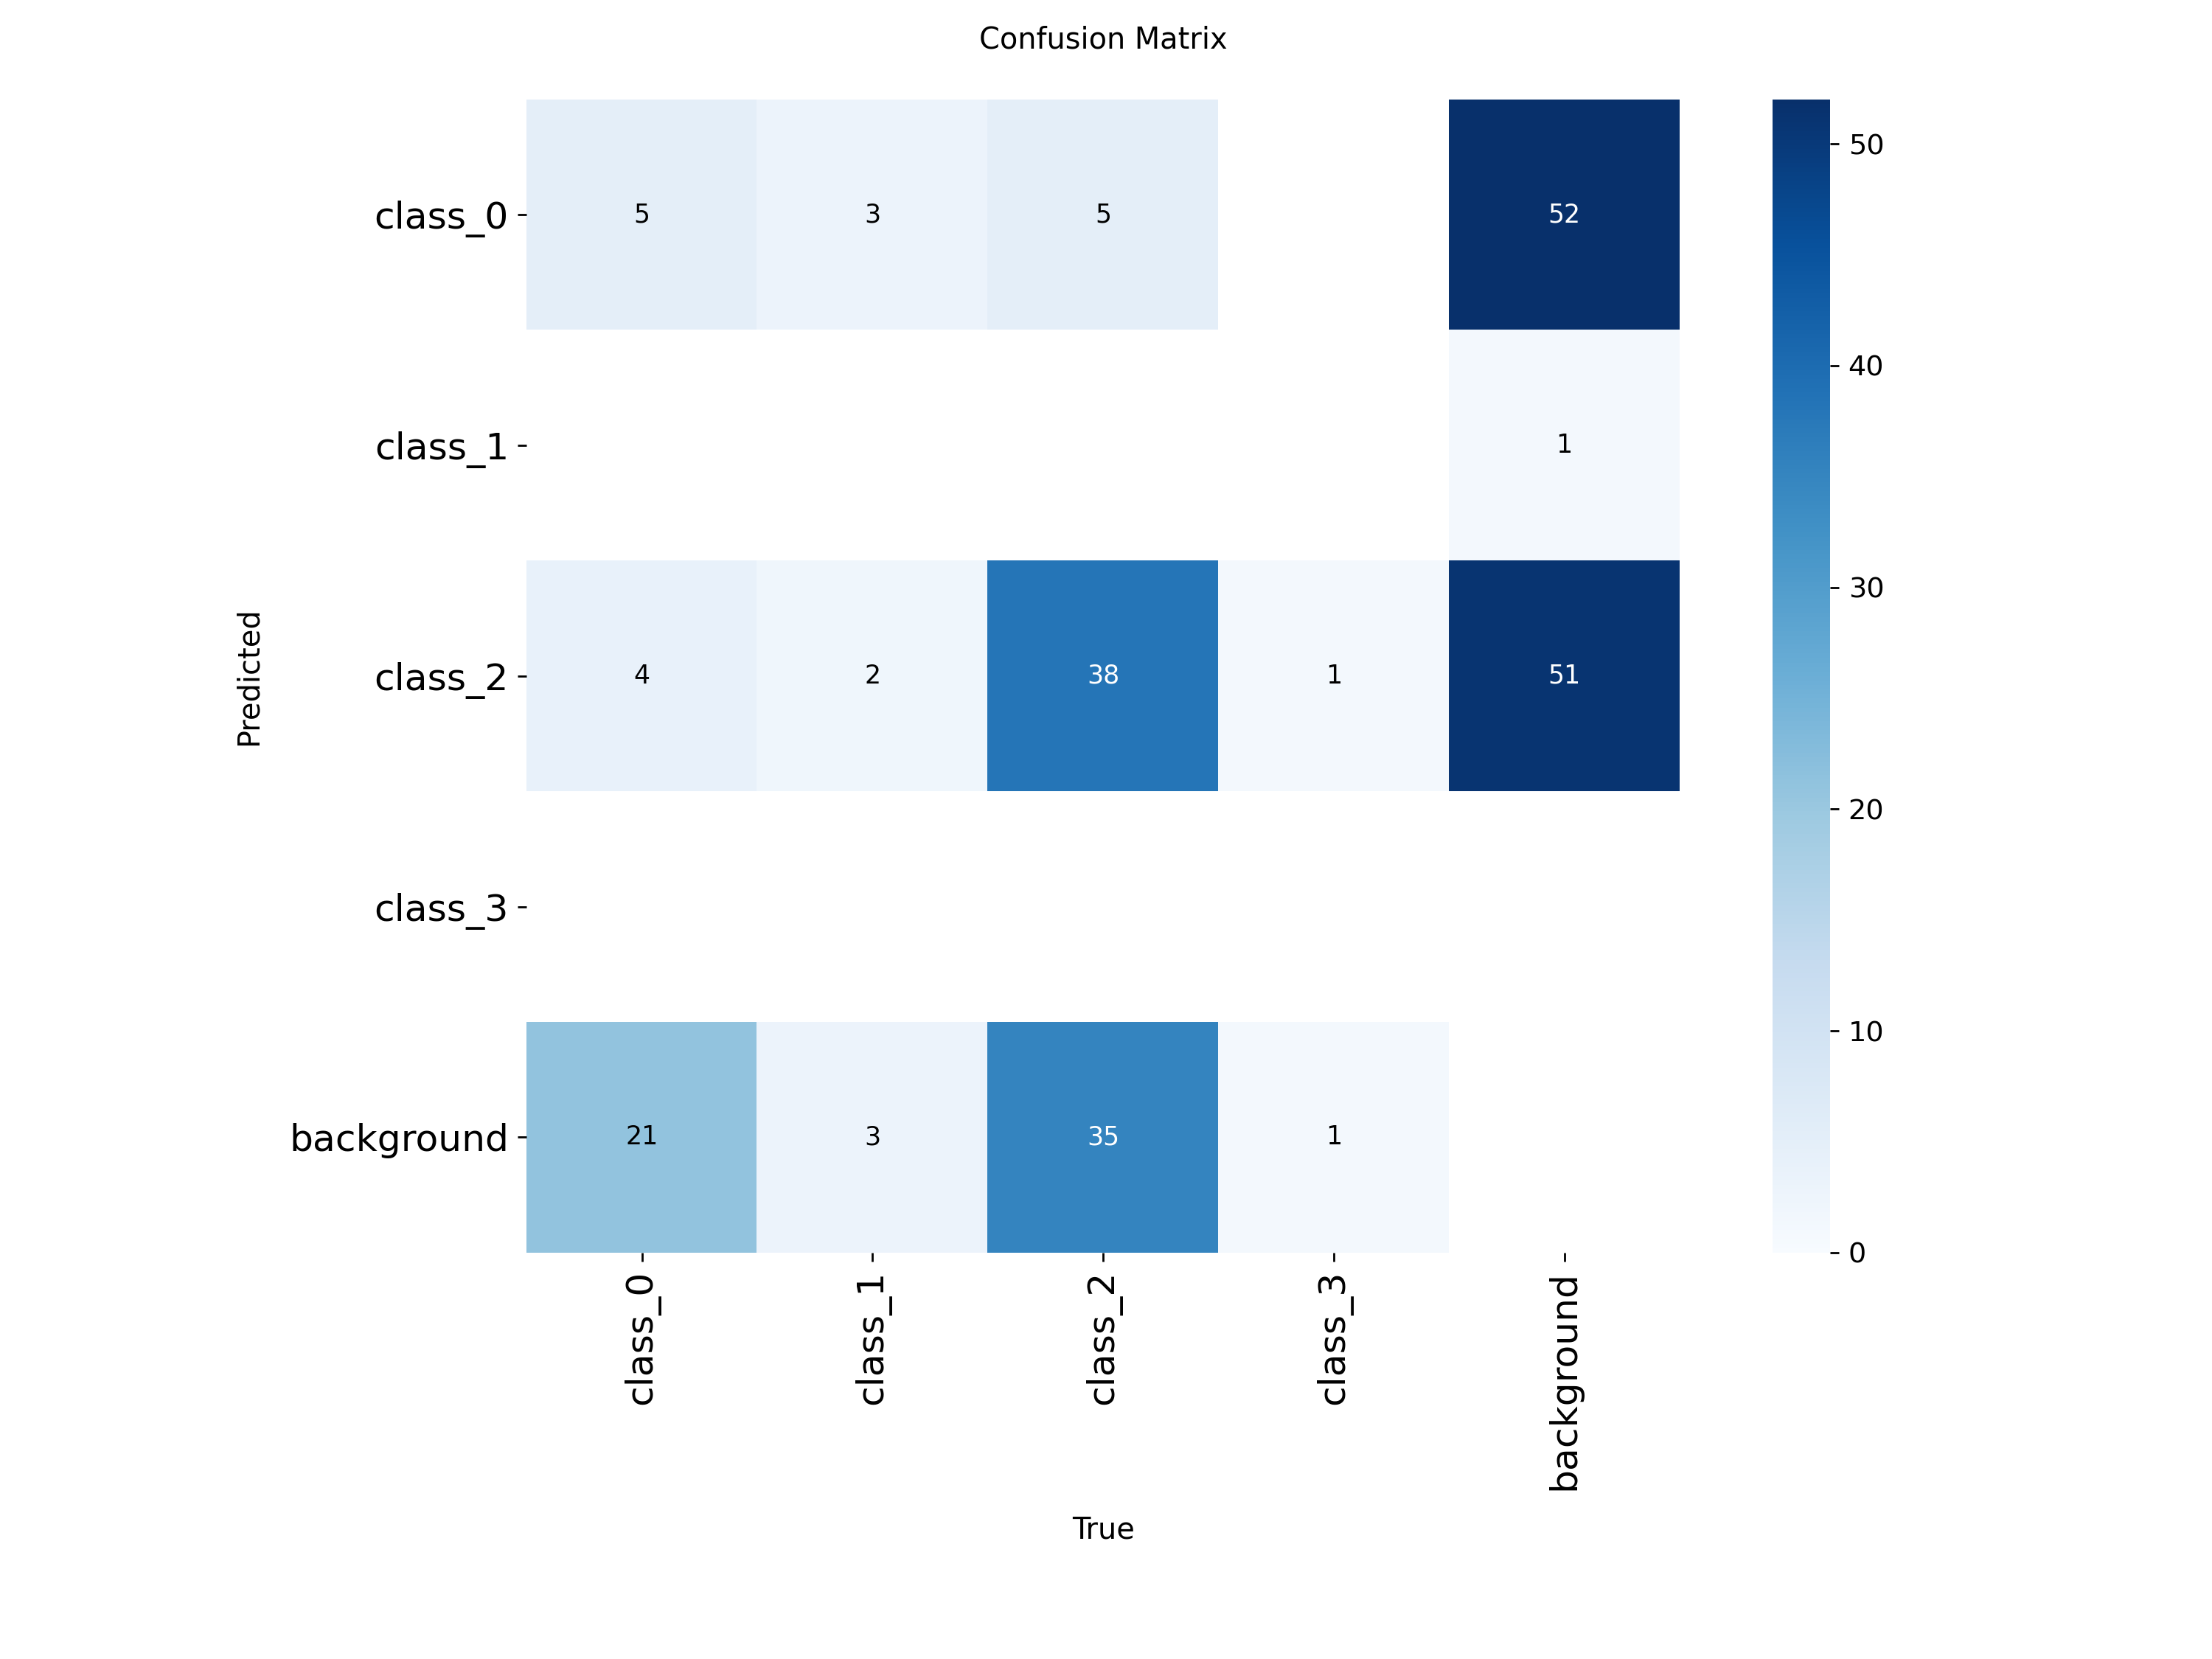 Confusion Matrix
class_0 5 3 5 52
class_1 1
class_2 4 2 38 1 51
class_3
background 21 3 35 1
Predicted
class_0 class_1 class_2 class_3 background
True
50
40
30
20
10
0